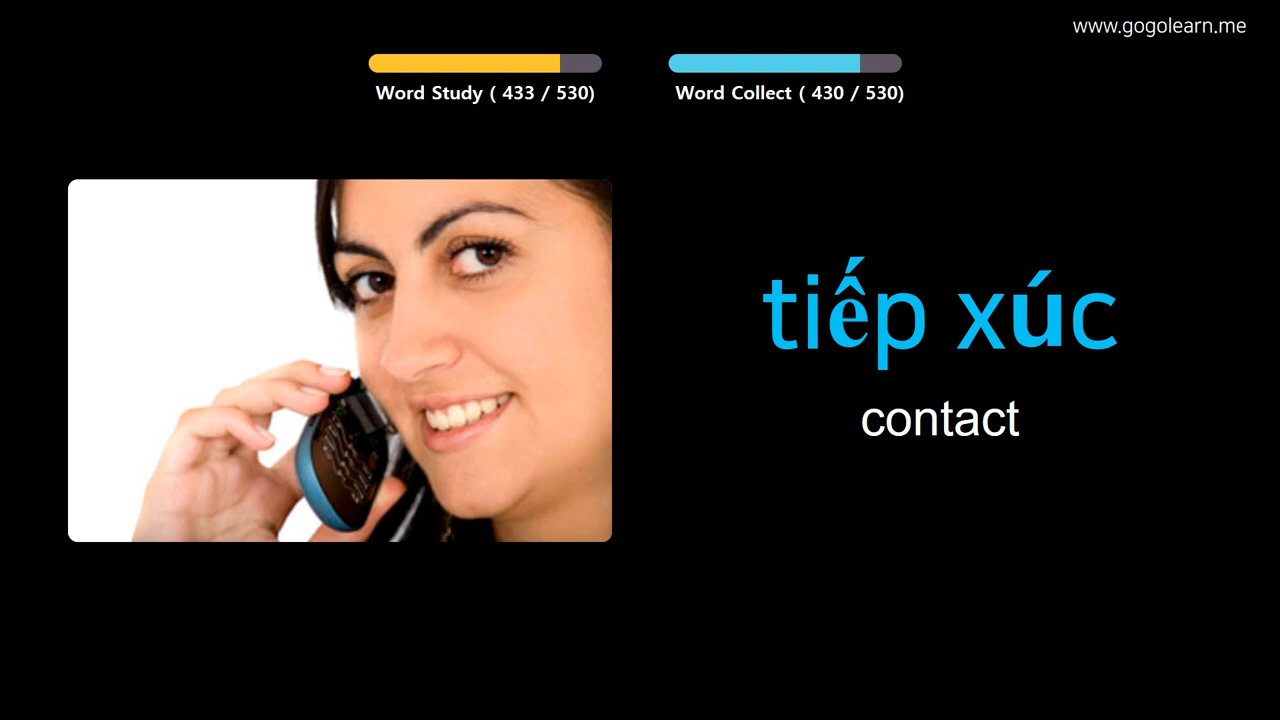 www.gogolearn.me
Word Study ( 433 / 530)
Word Collect ( 430 / 530)
tiếp xúc
contact